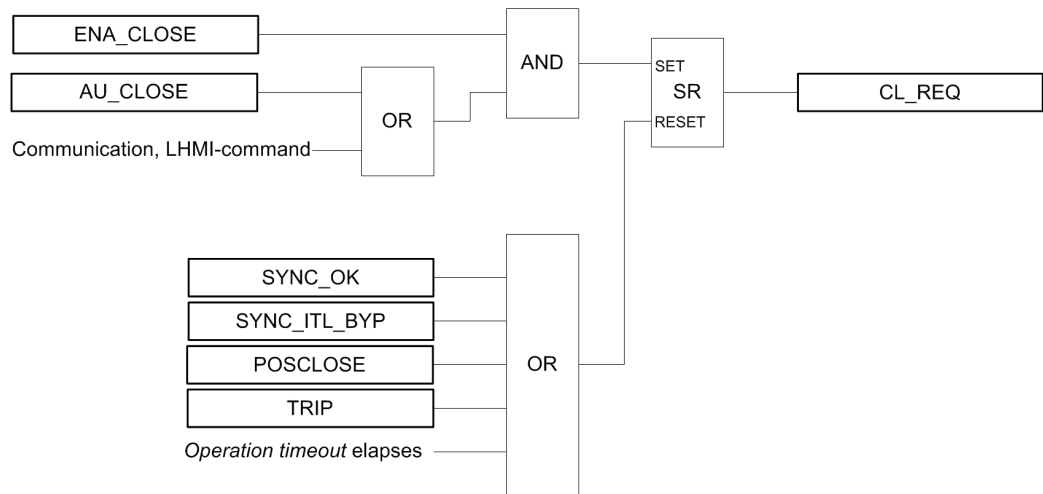 ENA_CLOSE
AND
SET
SR
RESET
CL_REQ
AU_CLOSE
OR
Communication, LHMI-command
SYNC_OK
SYNC_ITL_BYP
POSCLOSE
OR
TRIP
Operation timeout elapses